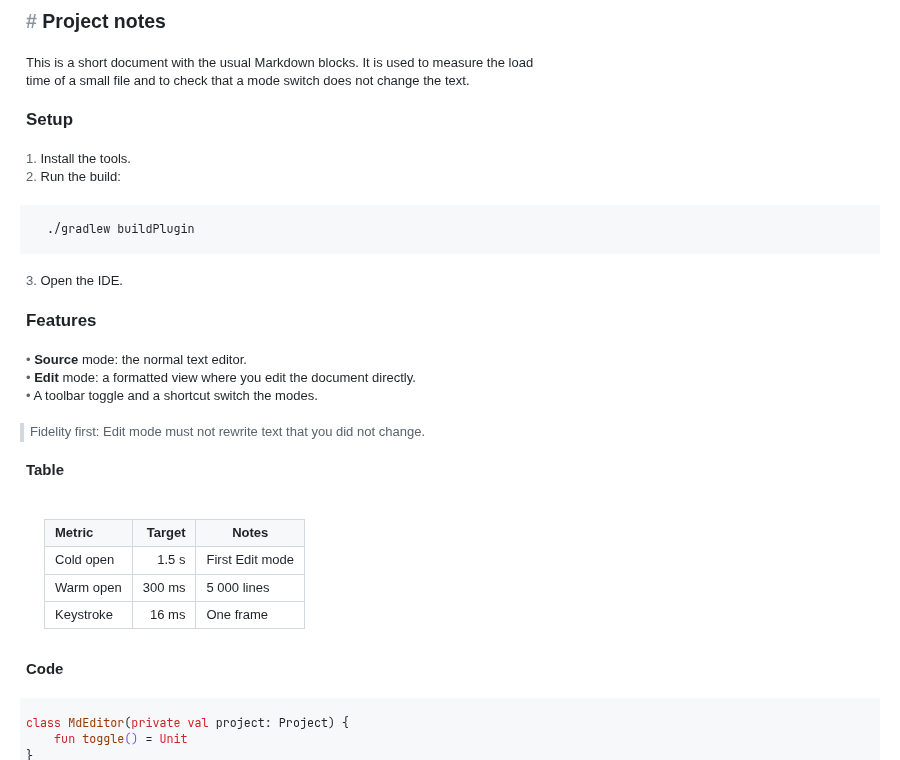 # Project notes
This is a short document with the usual Markdown blocks. It is used to measure the load
time of a small file and to check that a mode switch does not change the text.
Setup
1. Install the tools.
2. Run the build:
./gradlew buildPlugin
3. Open the IDE.
Features
• Source mode: the normal text editor.
• Edit mode: a formatted view where you edit the document directly.
• A toolbar toggle and a shortcut switch the modes.
Fidelity first: Edit mode must not rewrite text that you did not change.
Table
Metric Target Notes
Cold open 1.5 s First Edit mode
Warm open 300 ms 5 000 lines
Keystroke 16 ms One frame
Code
class MdEditor(private val project: Project) {
    fun toggle() = Unit
}